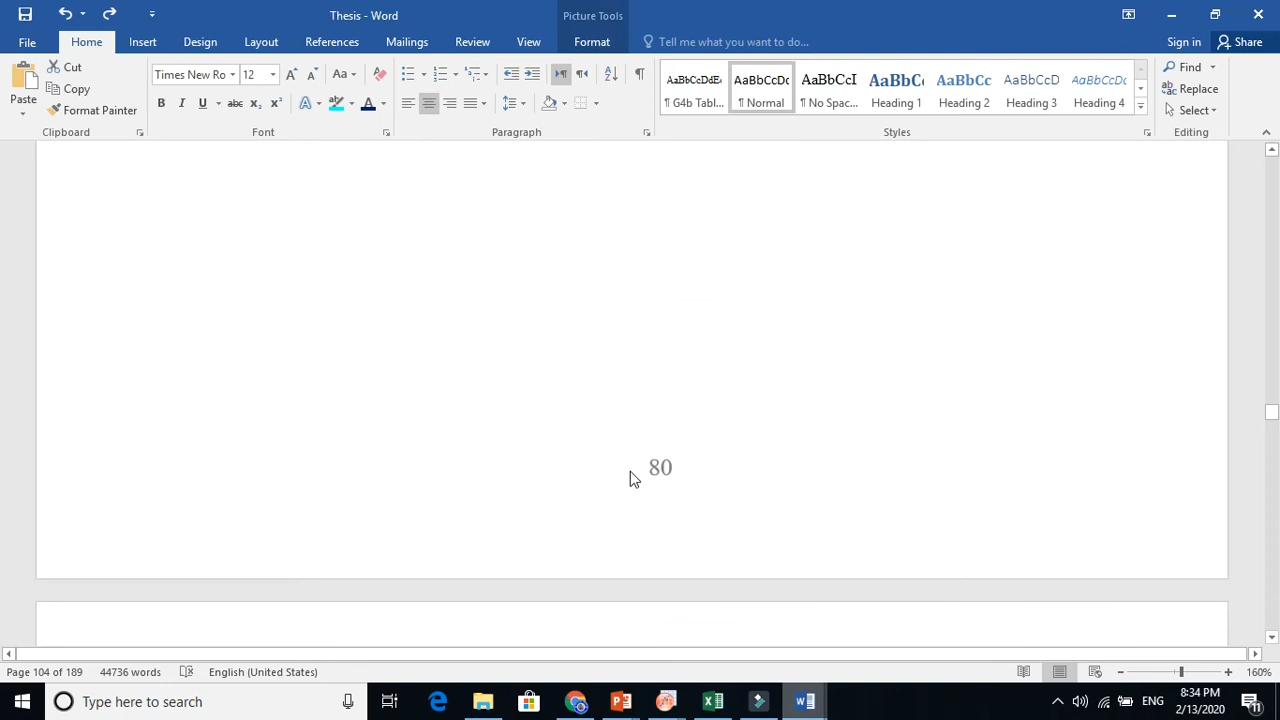 Thesis - Word
Picture Tools
File
Home
Insert
Design
Layout
References
Mailings
Review
View
Format
Tell me what you want to do...
Sign in
Share
Paste
Cut
Copy
Format Painter
Clipboard
Times New Ro
12
Aa
B I U abc X₂ X²
A
Font
Paragraph
AaBbCcDdE
¶ G4b Tabl...
AaBbCcDc
¶ Normal
AaBbCcI
¶ No Spac...
AaBbC
Heading 1
AaBbCc
Heading 2
AaBbCcD
Heading 3
AaBbCcDc
Heading 4
Styles
Find
Replace
Select
Editing
80
Page 104 of 189
44736 words
English (United States)
160%
Type here to search
ENG
8:34 PM
2/13/2020
11